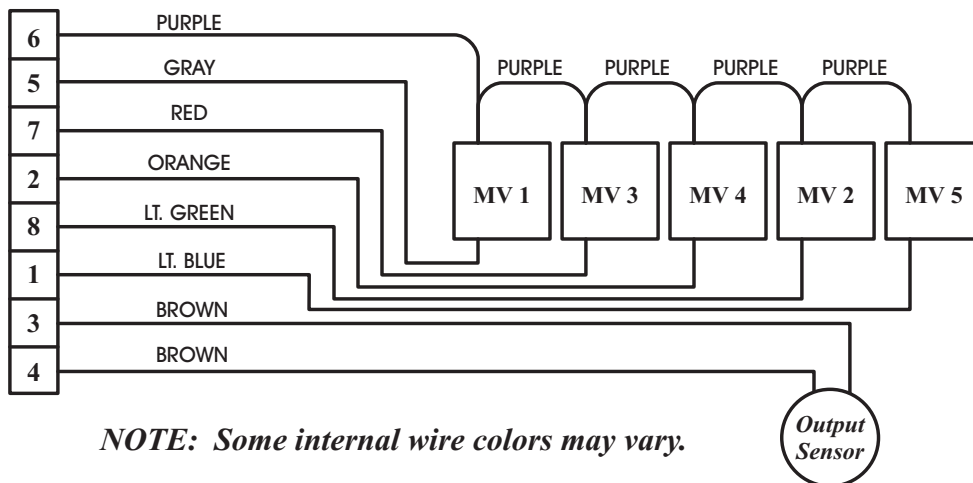 6 PURPLE
PURPLE PURPLE PURPLE PURPLE
5 GRAY
7 RED
2 ORANGE
MV 1 MV 3 MV 4 MV 2 MV 5
8 LT. GREEN
1 LT. BLUE
3 BROWN
4 BROWN
Output
Sensor
NOTE: Some internal wire colors may vary.